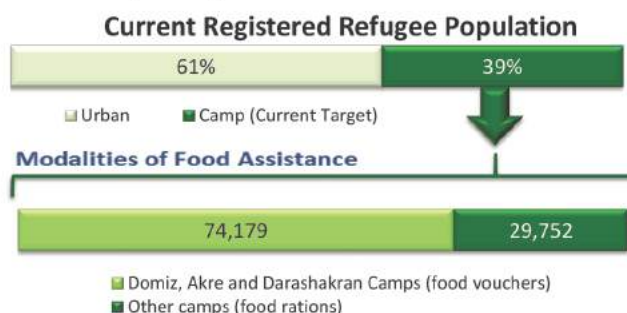 Current Registered Refugee Population
61% 39%
Urban Camp (Current Target)
Modalities of Food Assistance
74,179 29,752
Domiz, Akre and Darashakran Camps (food vouchers)
Other camps (food rations)